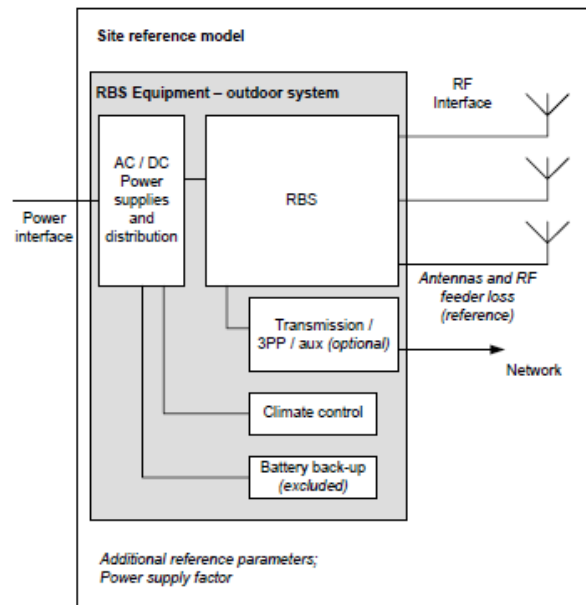 Site reference model
RBS Equipment – outdoor system
RF
Interface
AC / DC
Power
supplies
and
distribution
RBS
Power
interface
Antennas and RF
feeder loss
(reference)
Transmission /
3PP / aux (optional)
Network
Climate control
Battery back-up
(excluded)
Additional reference parameters;
Power supply factor